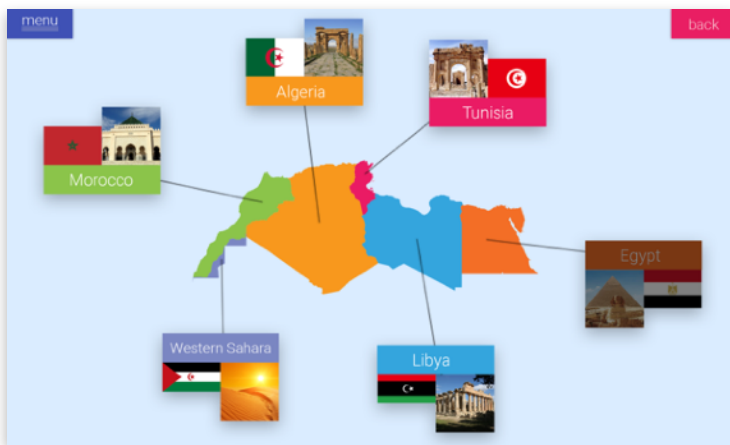 menu
back
Algeria
Tunisia
Morocco
Egypt
Western Sahara
Libya